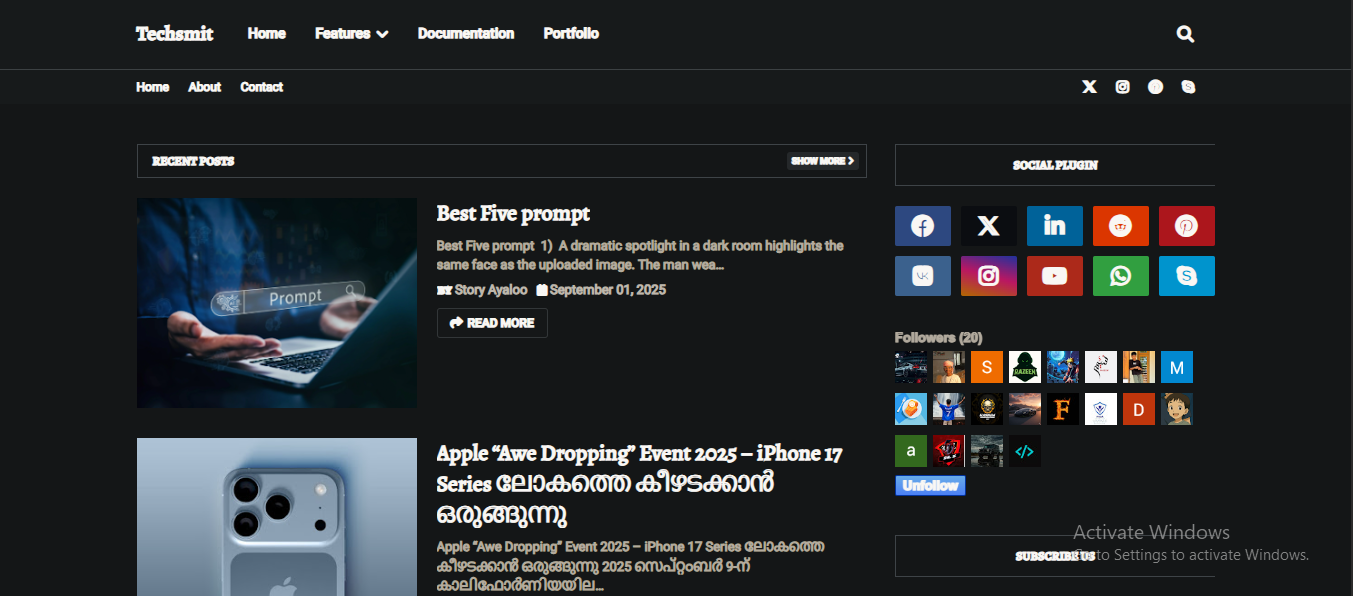 Techsmit Home Features Documentation Portfolio
Home About Contact
RECENT POSTS SHOW MORE
SOCIAL PLUGIN
Prompt
Best Five prompt
Best Five prompt 1) A dramatic spotlight in a dark room highlights the
same face as the uploaded image. The man wea...
BY Story Ayaloo September 01, 2025
READ MORE
Followers (20)
S
RAZEEN
M
F
D
a
</>
Unfollow
Apple “Awe Dropping” Event 2025 – iPhone 17
Series ലോകത്തെ കീഴടക്കാൻ
ഒരുങ്ങുന്നു
Apple “Awe Dropping” Event 2025 – iPhone 17 Series ലോകത്തെ
കീഴടക്കാൻ ഒരുങ്ങുന്നു 2025 സെപ്റ്റംബർ 9-ന്
കാലിഫോർണിയയില...
SUBSCRIBE US
Activate Windows
Go to Settings to activate Windows.